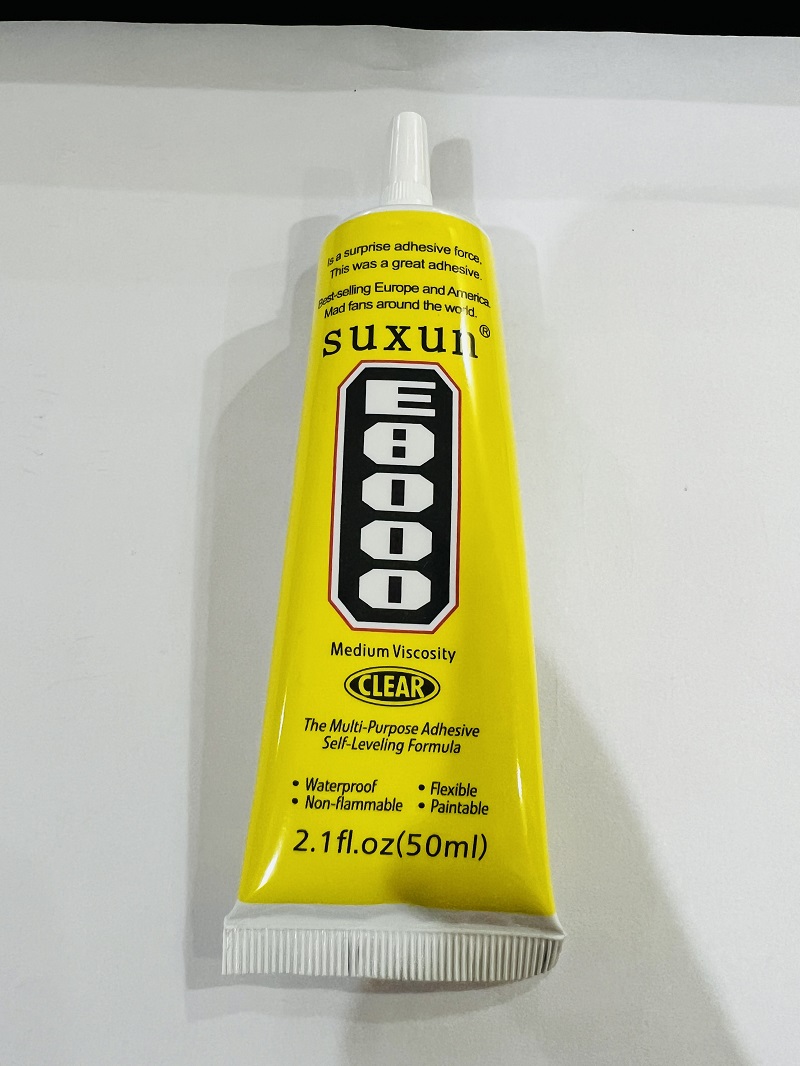 Is a surprise adhesive force.
This was a great adhesive.
Best-selling Europe and America.
Mad fans around the world.
suxun®
E8000
Medium Viscosity
CLEAR
The Multi-Purpose Adhesive
Self-Leveling Formula
• Waterproof • Flexible
• Non-flammable • Paintable
2.1fl.oz(50ml)